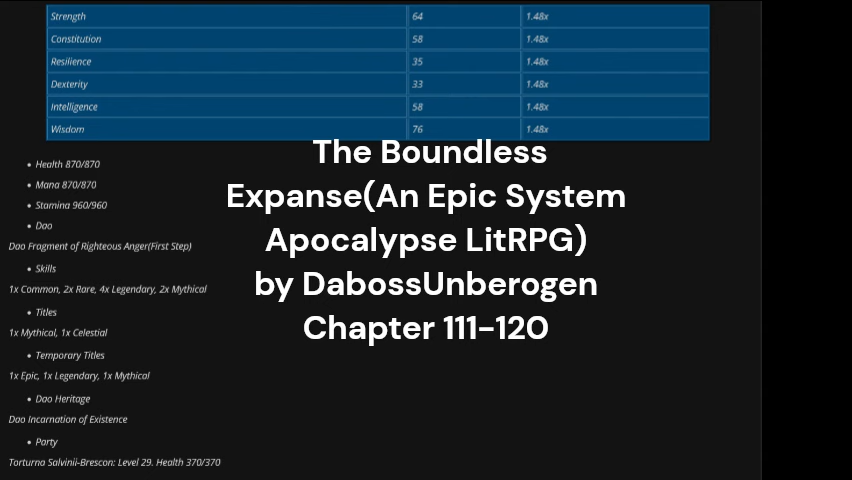 Strength 64 1.48x
Constitution 58 1.48x
Resilience 35 1.48x
Dexterity 33 1.48x
Intelligence 58 1.48x
Wisdom 76 1.48x
• Health 870/870
• Mana 870/870
• Stamina 960/960
• Dao
Dao Fragment of Righteous Anger(First Step)
• Skills
1x Common, 2x Rare, 4x Legendary, 2x Mythical
• Titles
1x Mythical, 1x Celestial
• Temporary Titles
1x Epic, 1x Legendary, 1x Mythical
• Dao Heritage
Dao Incarnation of Existence
• Party
Torturna Salvinii-Brescon: Level 29. Health 370/370
The Boundless
Expanse(An Epic System
Apocalypse LitRPG)
by DabossUnberogen
Chapter 111-120